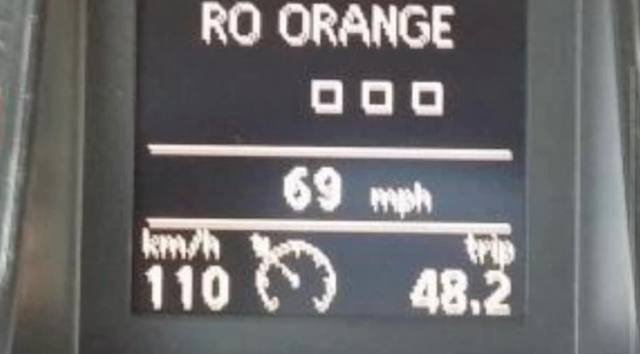 RO ORANGE
69 mph
km/h trip
110 48.2